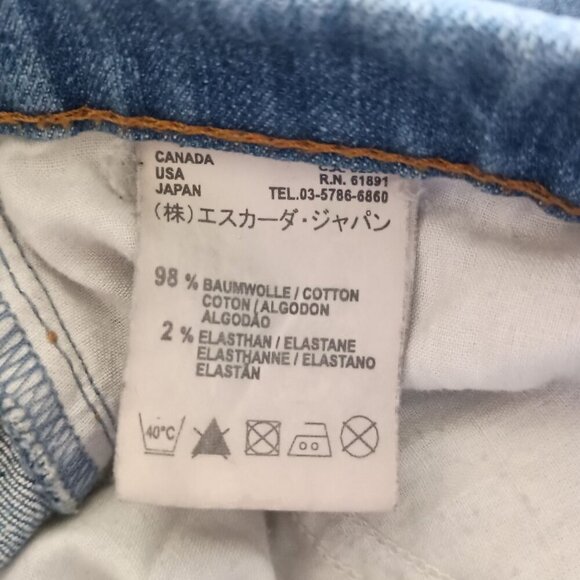 CANADA
USA R.N. 61891
JAPAN TEL.03-5786-6860
(株)エスカーダ・ジャパン
98 % BAUMWOLLE / COTTON
COTON / ALGODON
ALGODÃO
2 % ELASTHAN / ELASTANE
ELASTHANNE / ELASTANO
ELASTÁN
40°C